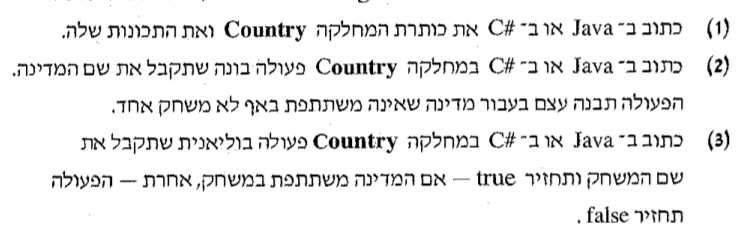 (1) כתוב ב־ Java או ב־ C# את כותרת המחלקה Country ואת התכונות שלה.
(2) כתוב ב־ Java או ב־ C# במחלקה Country פעולה בונה שתקבל את שם המדינה.
הפעולה תבנה עצם בעבור מדינה שאינה משתתפת באף לא משחק אחד.
(3) כתוב ב־ Java או ב־ C# במחלקה Country פעולה בוליאנית שתקבל את
שם המשחק ותחזיר true — אם המדינה משתתפת במשחק, אחרת — הפעולה
תחזיר false .